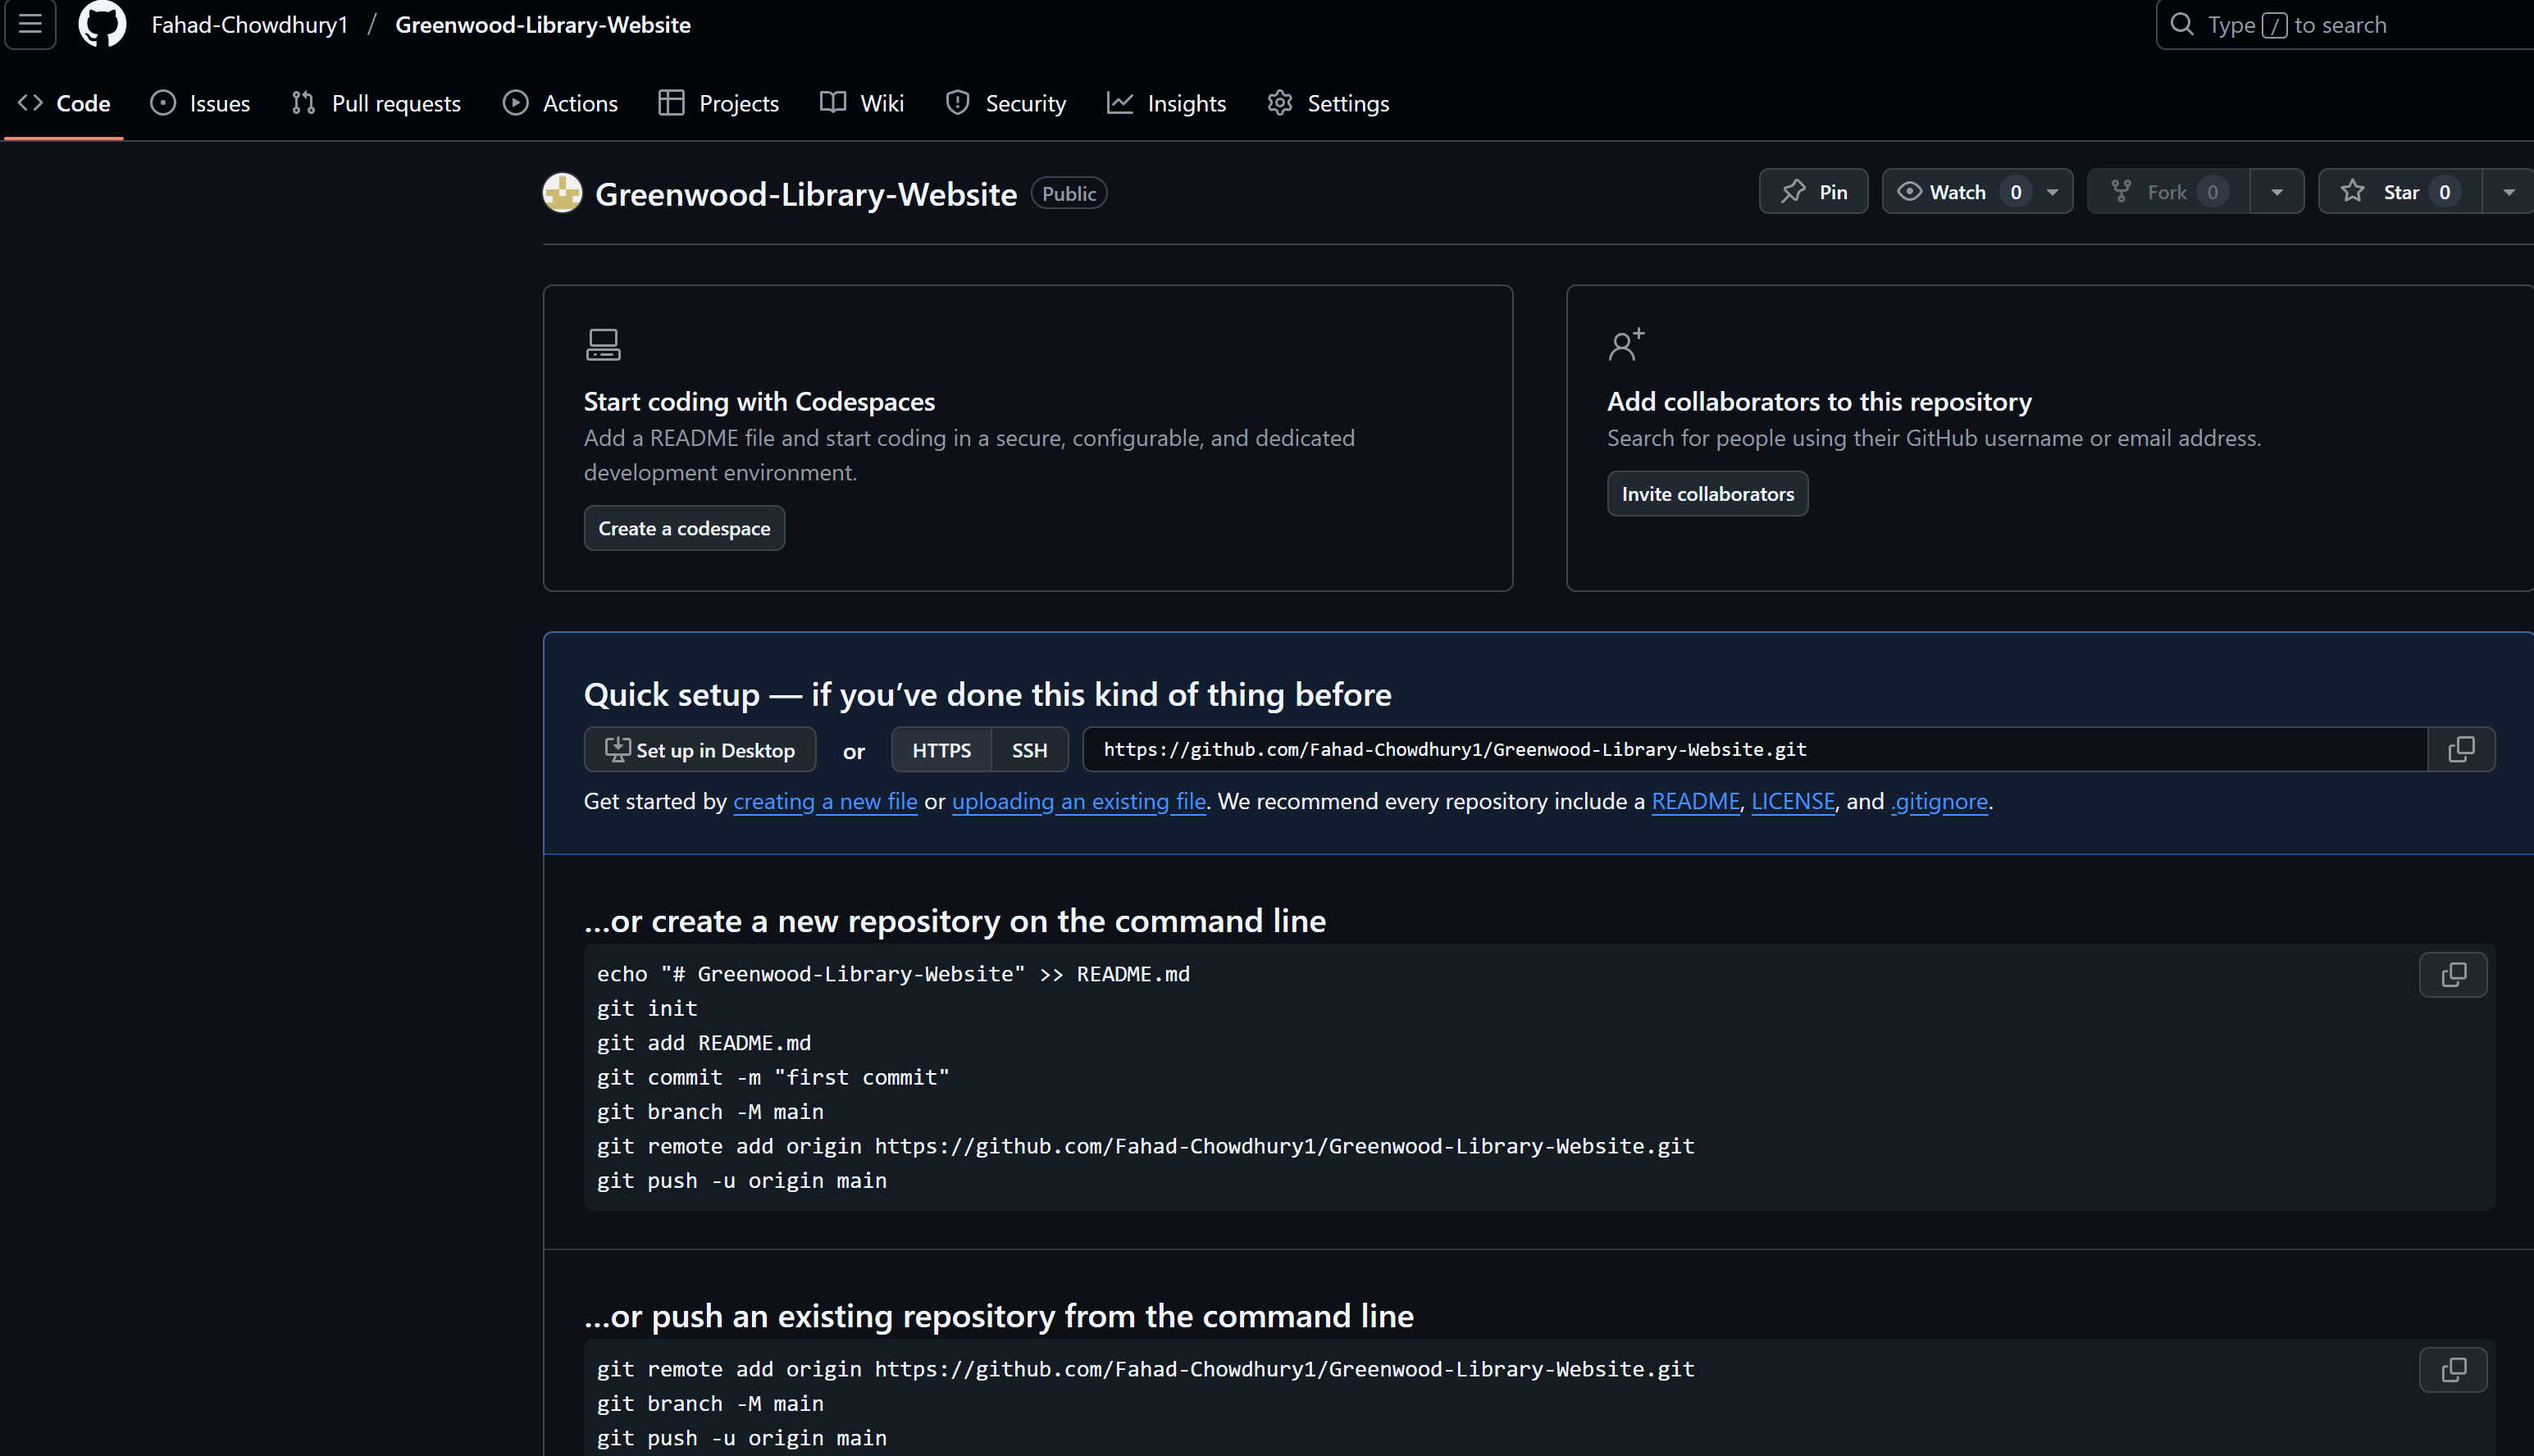 Fahad-Chowdhury1 / Greenwood-Library-Website
Type / to search
Code Issues Pull requests Actions Projects Wiki Security Insights Settings
Greenwood-Library-Website Public
Pin Watch 0 Fork 0 Star 0
Start coding with Codespaces
Add a README file and start coding in a secure, configurable, and dedicated
development environment.
Create a codespace
Add collaborators to this repository
Search for people using their GitHub username or email address.
Invite collaborators
Quick setup — if you’ve done this kind of thing before
Set up in Desktop or HTTPS SSH https://github.com/Fahad-Chowdhury1/Greenwood-Library-Website.git
Get started by creating a new file or uploading an existing file. We recommend every repository include a README, LICENSE, and .gitignore.
…or create a new repository on the command line
echo "# Greenwood-Library-Website" >> README.md
git init
git add README.md
git commit -m "first commit"
git branch -M main
git remote add origin https://github.com/Fahad-Chowdhury1/Greenwood-Library-Website.git
git push -u origin main
…or push an existing repository from the command line
git remote add origin https://github.com/Fahad-Chowdhury1/Greenwood-Library-Website.git
git branch -M main
git push -u origin main